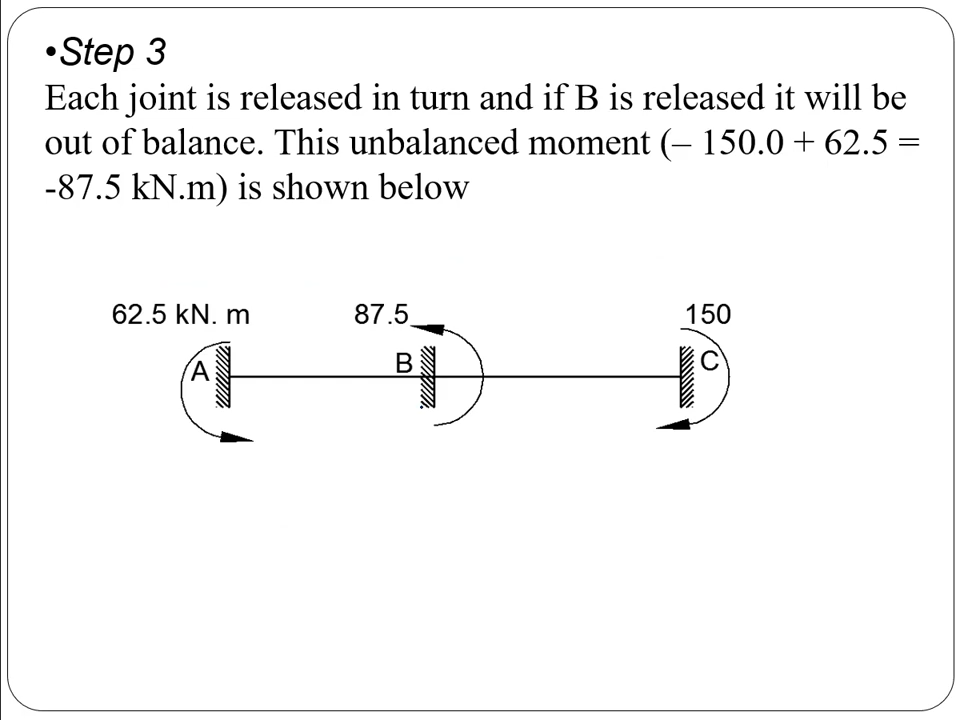 •Step 3
Each joint is released in turn and if B is released it will be
out of balance. This unbalanced moment (– 150.0 + 62.5 =
-87.5 kN.m) is shown below
62.5 kN. m 87.5 150
A B C